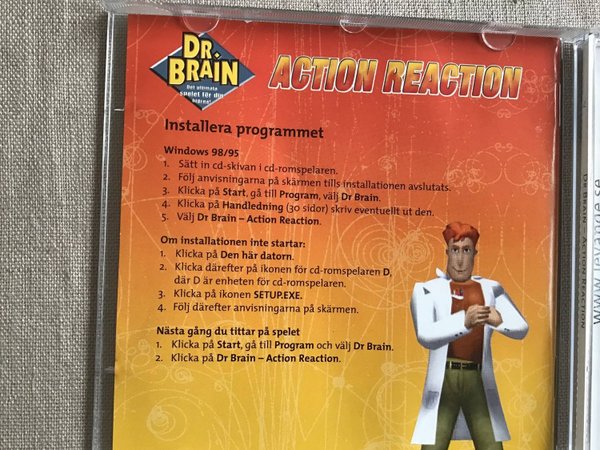 DR. BRAIN
Det ultimata
spelet för din
hjärna!
ACTION REACTION
Installera programmet
Windows 98/95
1. Sätt in cd-skivan i cd-romspelaren.
2. Följ anvisningarna på skärmen tills installationen avslutats.
3. Klicka på Start, gå till Program, välj Dr Brain.
4. Klicka på Handledning (30 sidor) skriv eventuellt ut den.
5. Välj Dr Brain – Action Reaction.
Om installationen inte startar:
1. Klicka på Den här datorn.
2. Klicka därefter på ikonen för cd-romspelaren D,
där D är enheten för cd-romspelaren.
3. Klicka på ikonen SETUP.EXE.
4. Följ därefter anvisningarna på skärmen.
Nästa gång du tittar på spelet
1. Klicka på Start, gå till Program och välj Dr Brain.
2. Klicka på Dr Brain – Action Reaction.
DR BRAIN ACTION REACTION
www.levande.se